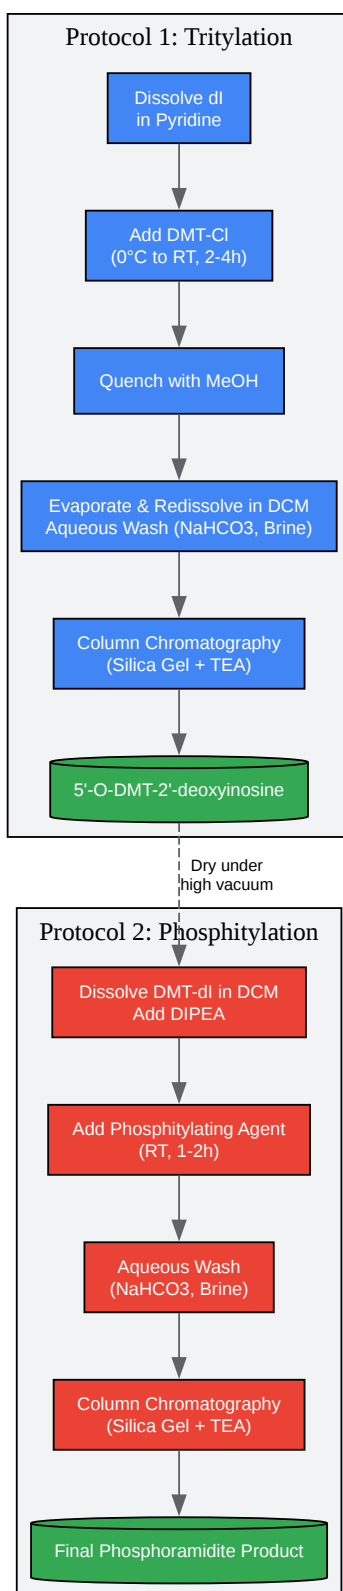 Protocol 1: Tritylation
Dissolve dI
in Pyridine
Add DMT-Cl
(0°C to RT, 2-4h)
Quench with MeOH
Evaporate & Redissolve in DCM
Aqueous Wash (NaHCO3, Brine)
Column Chromatography
(Silica Gel + TEA)
5'-O-DMT-2'-deoxyinosine
Dry under
high vacuum
Protocol 2: Phosphitylation
Dissolve DMT-dI in DCM
Add DIPEA
Add Phosphitylating Agent
(RT, 1-2h)
Aqueous Wash
(NaHCO3, Brine)
Column Chromatography
(Silica Gel + TEA)
Final Phosphoramidite Product